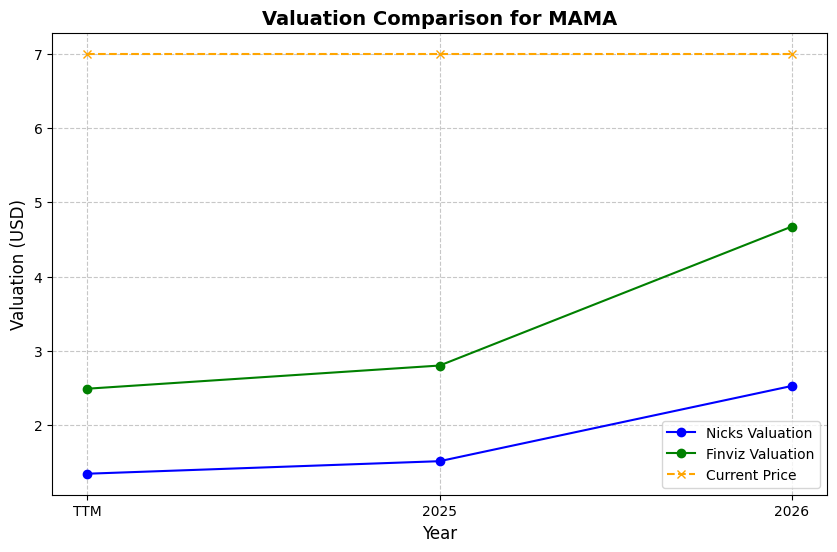 Valuation Comparison for MAMA
Valuation (USD)
7
6
5
4
3
2
TTM
2025
2026
Year
Nicks Valuation
Finviz Valuation
Current Price